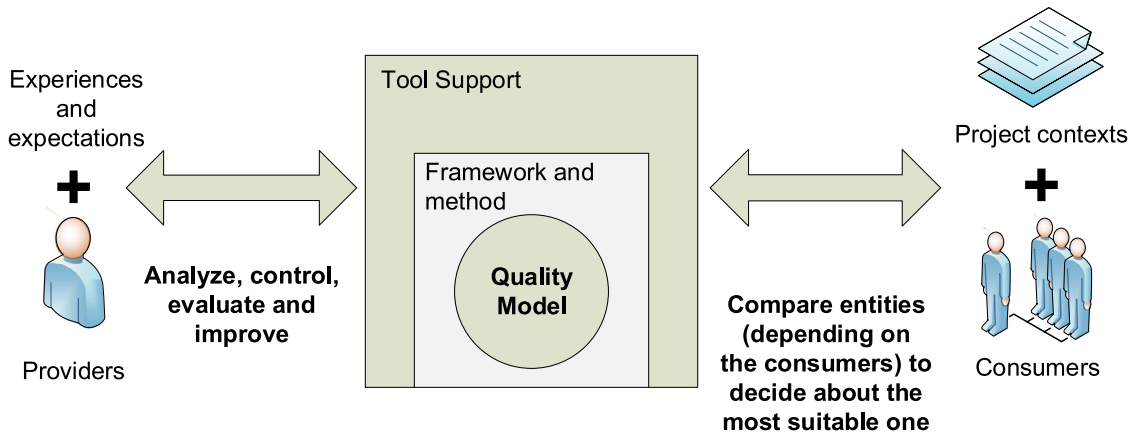 Experiences
and
expectations
+
Providers
Analyze, control,
evaluate and
improve
Tool Support
Framework and
method
Quality
Model
Compare entities
(depending on
the consumers) to
decide about the
most suitable one
Project contexts
+
Consumers